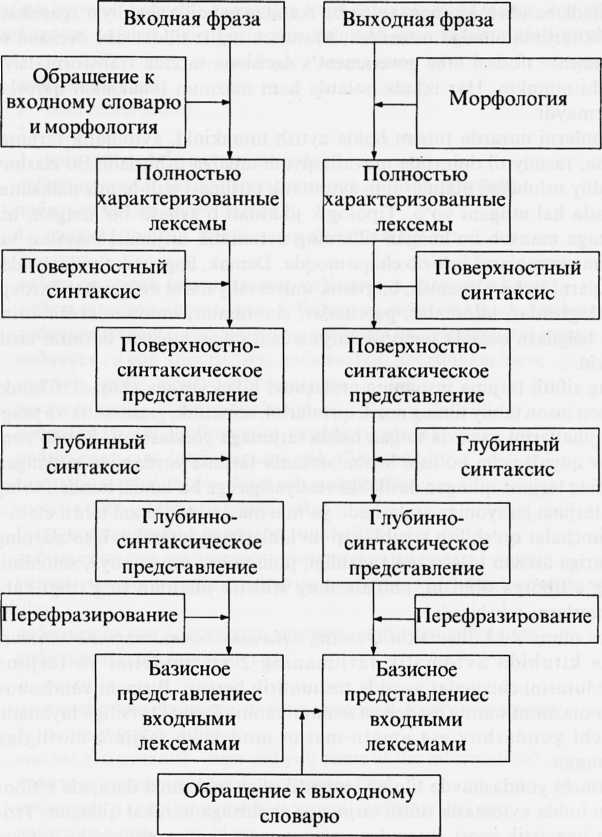 Входная фраза
Выходная фраза
Обращение к
входному словарю
и морфология
Морфология
Полностью
характеризованные
лексемы
Полностью
характеризованные
лексемы
Поверхностный
синтаксис
Поверхностный
синтаксис
Поверхностно-
синтаксическое
представление
Поверхностно-
синтаксическое
представление
Глубинный
синтаксис
Глубинный
синтаксис
Глубинно-
синтаксическое
представление
Глубинно-
синтаксическое
представление
Перефразирование
Перефразирование
Базисное
представлениес
входными
лексемами
Базисное
представлениес
входными
лексемами
Обращение к выходному
словарю